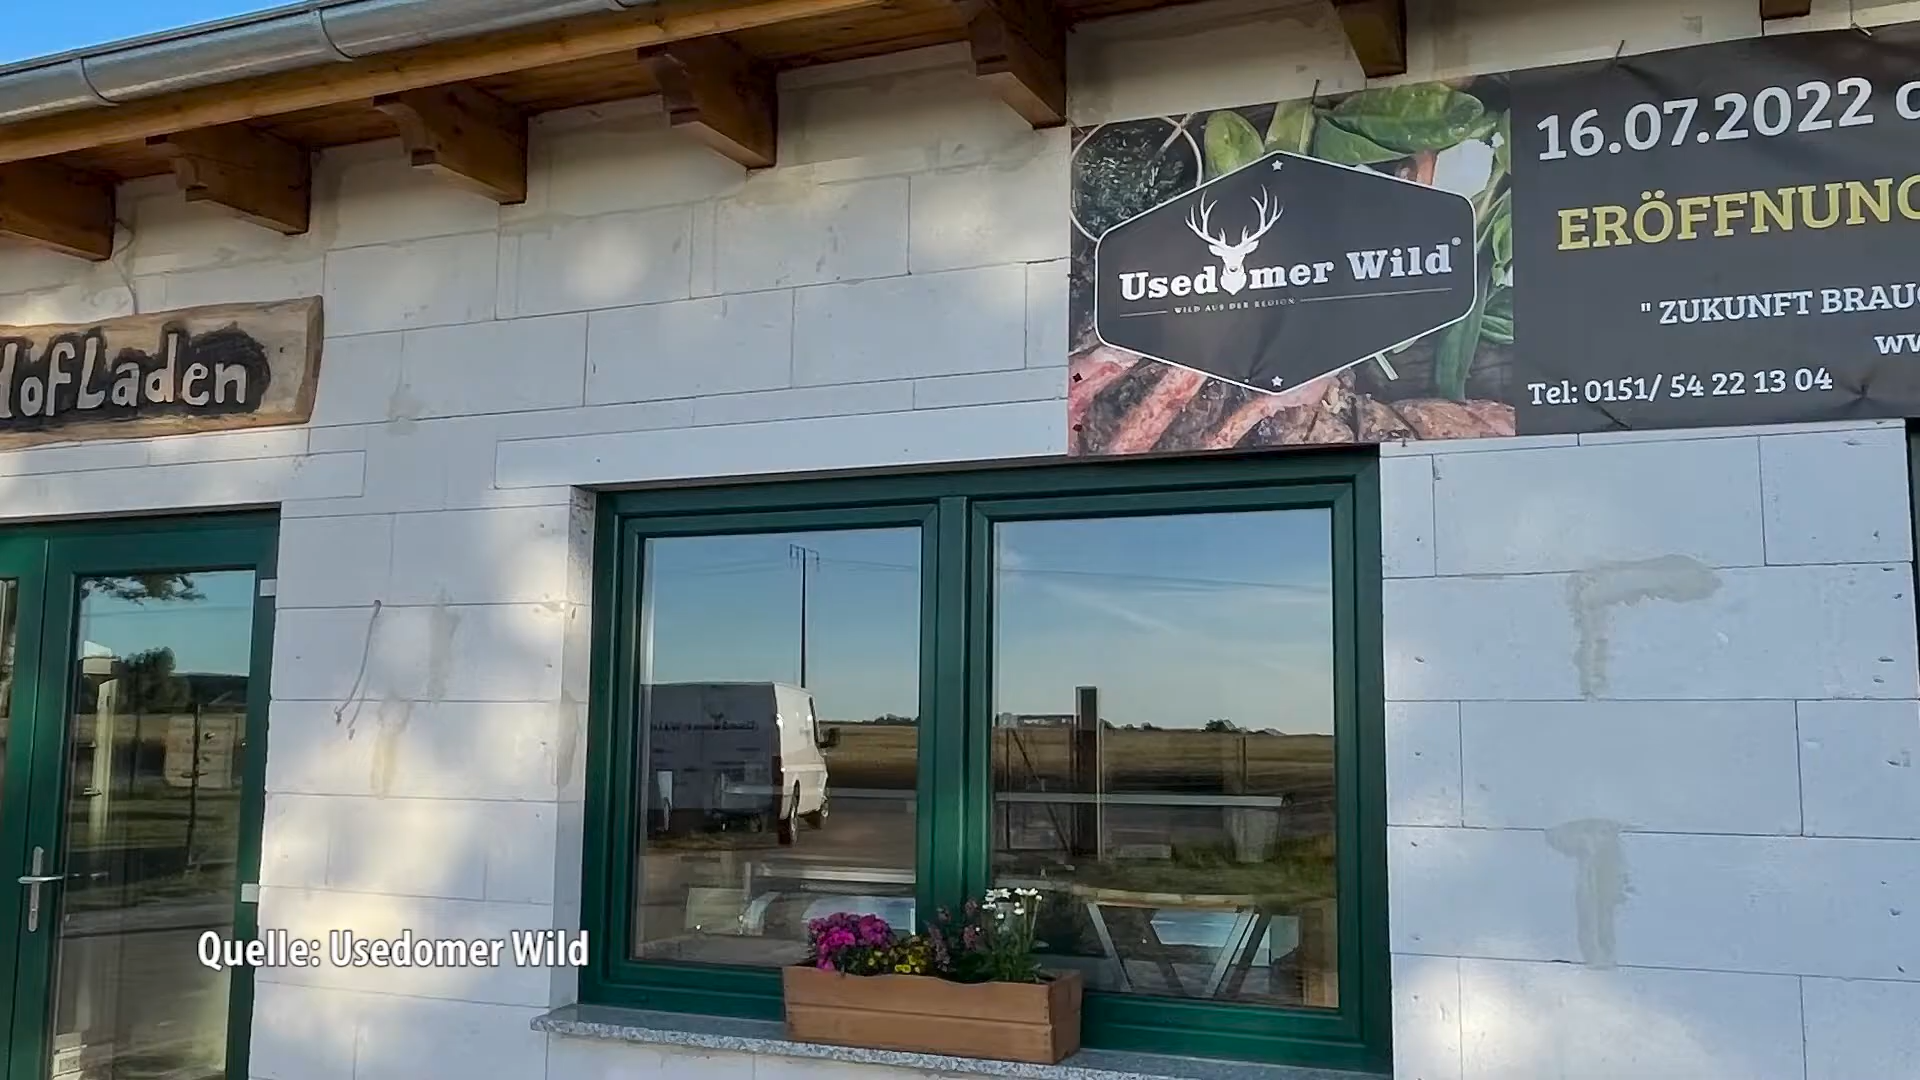 16.07.2022
ERÖFFNUNG
Usedomer Wild®
WILD AUS DER REGION
" ZUKUNFT
Tel: 0151/ 54 22 13 04
HofLaden
Quelle: Usedomer Wild